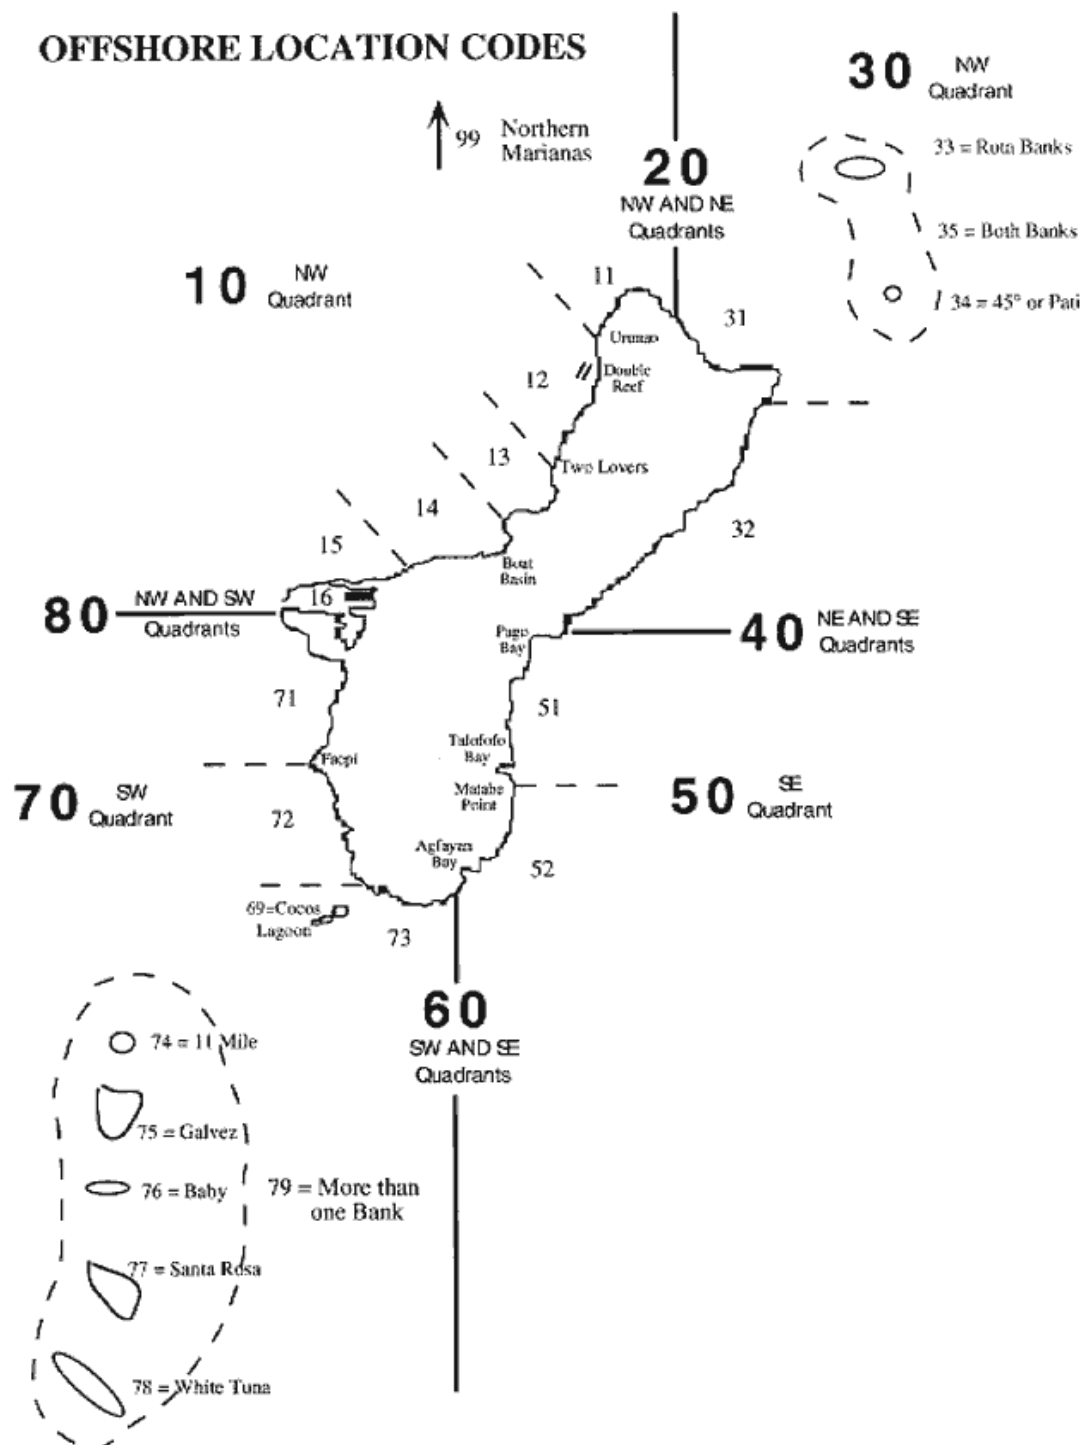 OFFSHORE LOCATION CODES
30 NW
Quadrant
99 Northern
Marianas
33 = Rota Banks
20
NW AND NE
Quadrants
35 = Both Banks
34 = 45° or Pati
10 NW
Quadrant
11
31
Urunao
12
Double
Reef
13
Two Lovers
14
32
15
Boat
Basin
16
80 NW AND SW
Quadrants
Pago
Bay
40 NE AND SE
Quadrants
71
51
Talofofo
Bay
Facpi
70 SW
Quadrant
Matabe
Point
50 SE
Quadrant
72
Agfayan
Bay
52
69=Cocos
Lagoon
73
60
SW AND SE
Quadrants
74 = 11 Mile
75 = Galvez
76 = Baby
79 = More than
one Bank
77 = Santa Rosa
78 = White Tuna